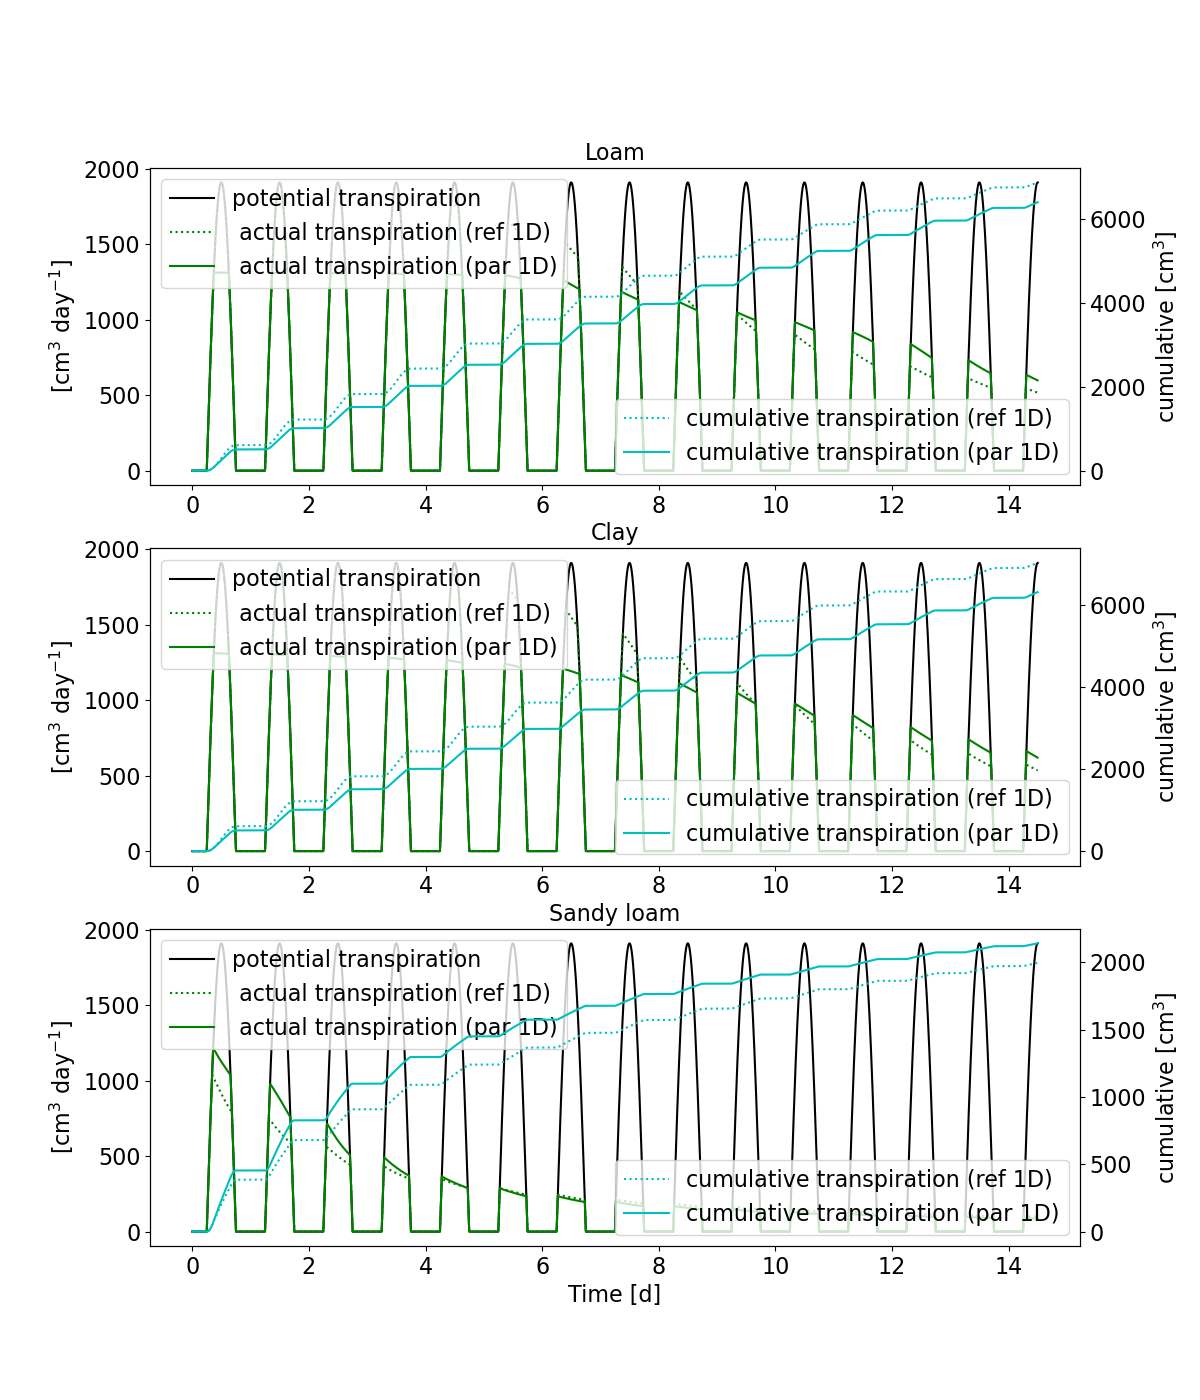 Loam
2000
1500
1000
500
0
[cm³ day⁻¹]
potential transpiration
actual transpiration (ref 1D)
actual transpiration (par 1D)
cumulative transpiration (ref 1D)
cumulative transpiration (par 1D)
6000
4000
2000
0
cumulative [cm³]
0 2 4 6 8 10 12 14
Clay
2000
1500
1000
500
0
[cm³ day⁻¹]
potential transpiration
actual transpiration (ref 1D)
actual transpiration (par 1D)
cumulative transpiration (ref 1D)
cumulative transpiration (par 1D)
6000
4000
2000
0
cumulative [cm³]
0 2 4 6 8 10 12 14
Sandy loam
2000
1500
1000
500
0
[cm³ day⁻¹]
potential transpiration
actual transpiration (ref 1D)
actual transpiration (par 1D)
cumulative transpiration (ref 1D)
cumulative transpiration (par 1D)
2000
1500
1000
500
0
cumulative [cm³]
0 2 4 6 8 10 12 14
Time [d]